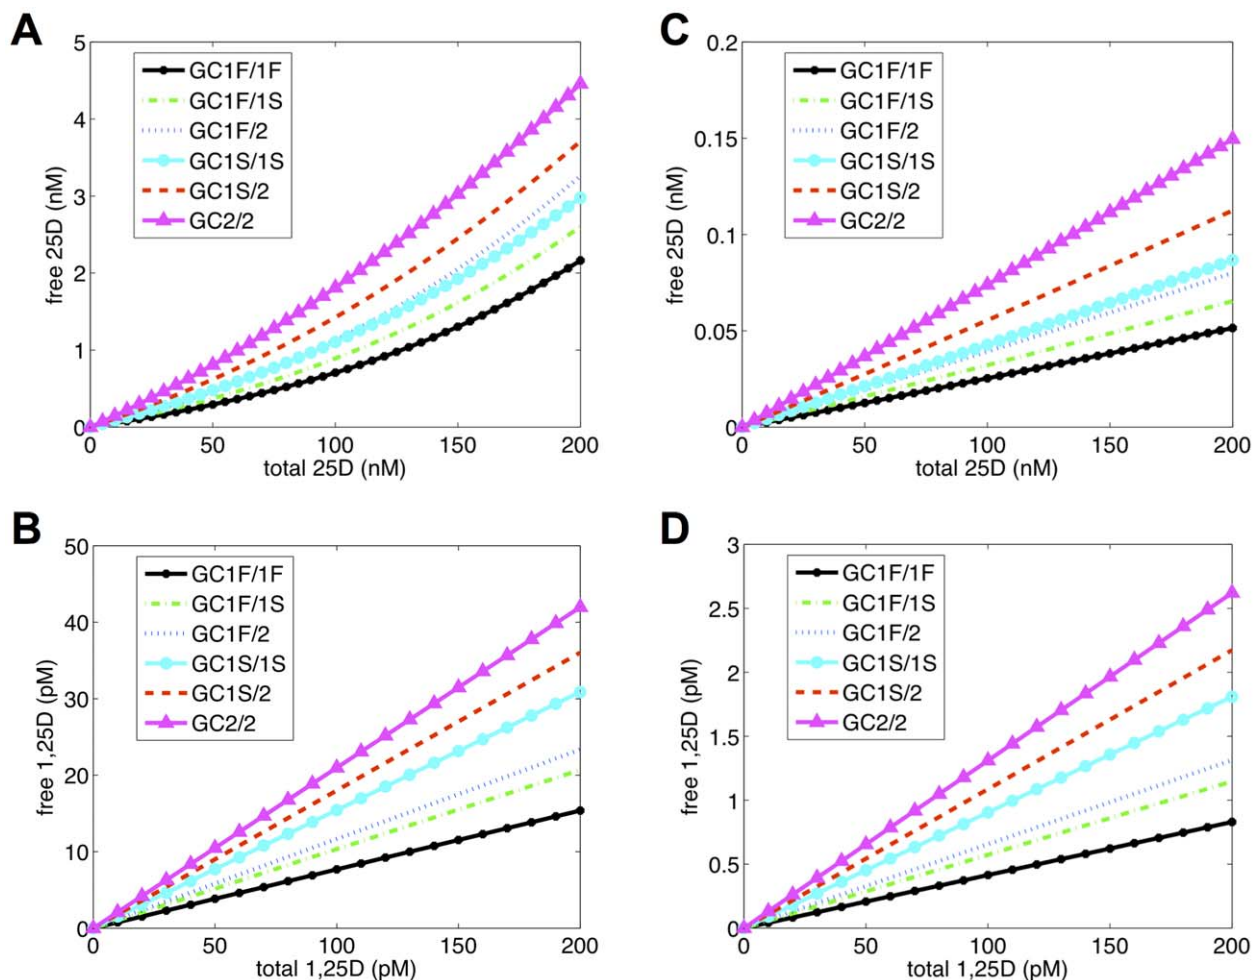 A
5
4
3
2
1
0
free 25D (nM)
GC1F/1F
GC1F/1S
GC1F/2
GC1S/1S
GC1S/2
GC2/2
0
50
100
150
200
total 25D (nM)
C
0.2
0.15
0.1
0.05
0
free 25D (nM)
GC1F/1F
GC1F/1S
GC1F/2
GC1S/1S
GC1S/2
GC2/2
0
50
100
150
200
total 25D (nM)
B
50
40
30
20
10
0
free 1,25D (pM)
GC1F/1F
GC1F/1S
GC1F/2
GC1S/1S
GC1S/2
GC2/2
0
50
100
150
200
total 1,25D (pM)
D
3
2.5
2
1.5
1
0.5
0
free 1,25D (pM)
GC1F/1F
GC1F/1S
GC1F/2
GC1S/1S
GC1S/2
GC2/2
0
50
100
150
200
total 1,25D (pM)